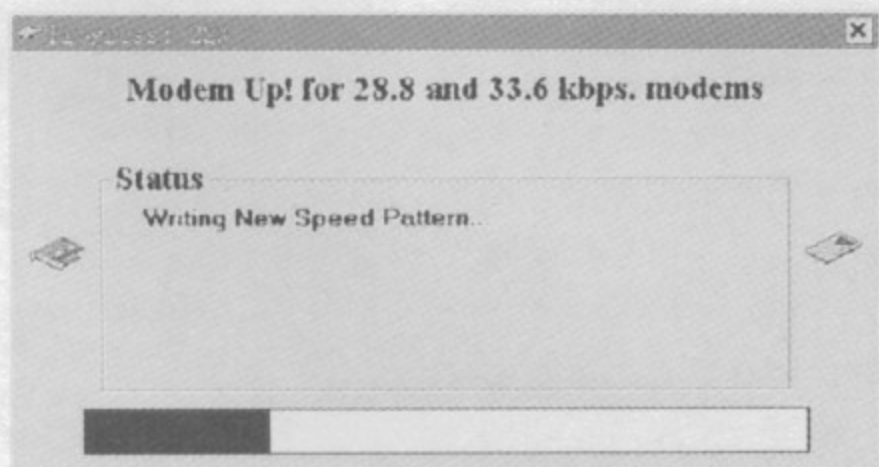 Modem Up! for 28.8 and 33.6 kbps. modems
Status
Writing New Speed Pattern..